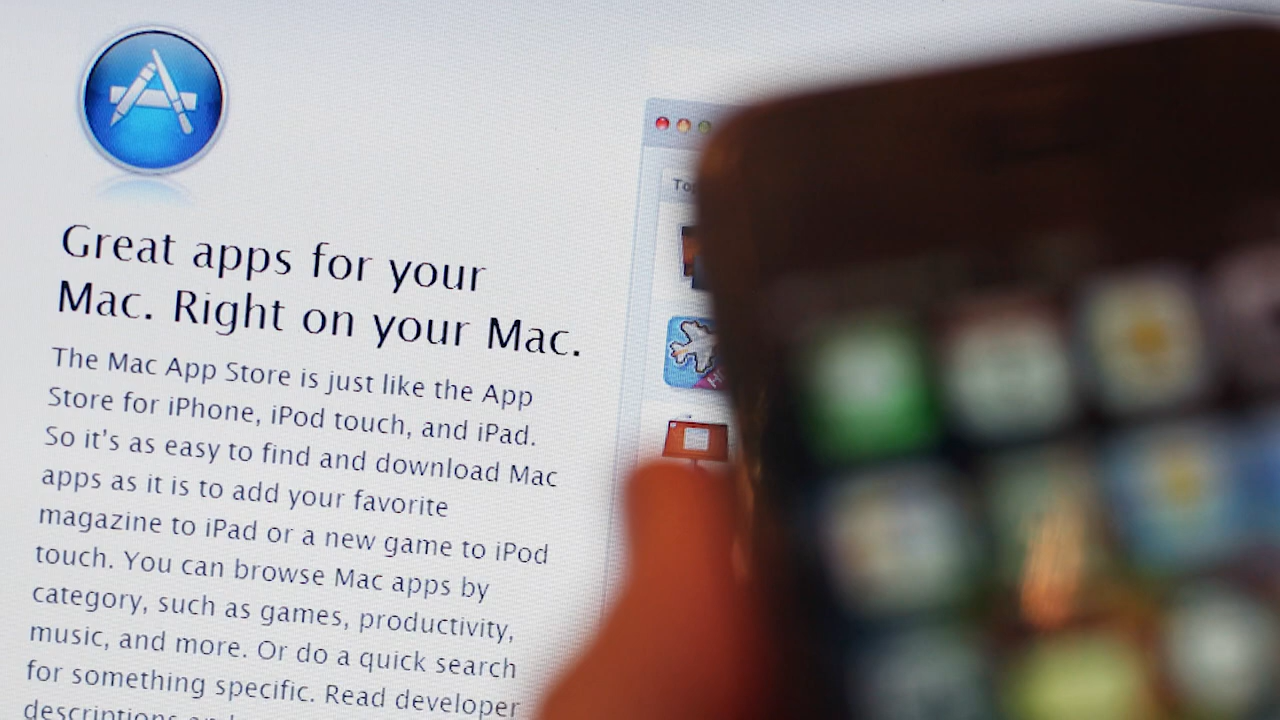 Great apps for your
Mac. Right on your Mac.
The Mac App Store is just like the App
Store for iPhone, iPod touch, and iPad.
So it's as easy to find and download Mac
apps as it is to add your favorite
magazine to iPad or a new game to iPod
touch. You can browse Mac apps by
category, such as games, productivity,
music, and more. Or do a quick search
for something specific. Read developer
descriptions